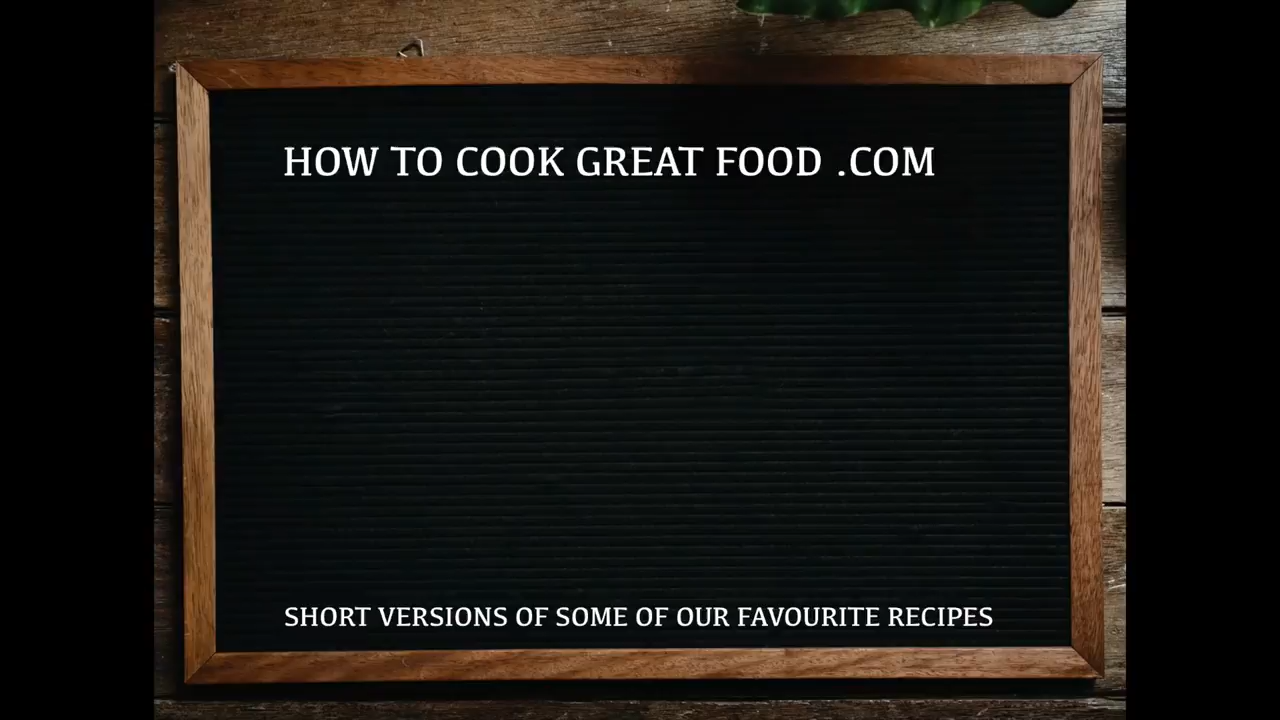 HOW TO COOK GREAT FOOD .COM
SHORT VERSIONS OF SOME OF OUR FAVOURITE RECIPES